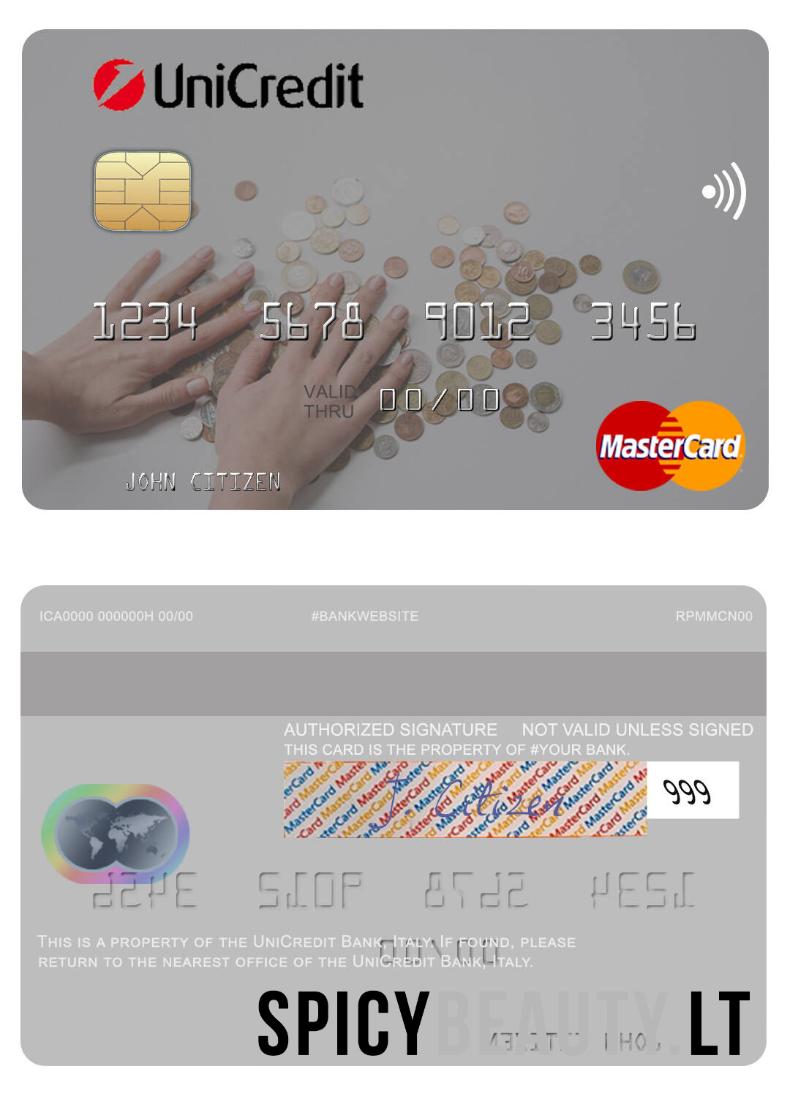 UniCredit
1234 5678 9012 3456
VALID THRU 00/00
JOHN CITIZEN
MasterCard
ICA0000 000000H 00/00 #BANKWEBSITE RPMMCN00
AUTHORIZED SIGNATURE NOT VALID UNLESS SIGNED
THIS CARD IS THE PROPERTY OF #YOUR BANK.
J Citizen 999
THIS IS A PROPERTY OF THE UNICREDIT BANK, ITALY. IF FOUND, PLEASE
RETURN TO THE NEAREST OFFICE OF THE UNICREDIT BANK, ITALY.
SPICYBEAUTY.LT